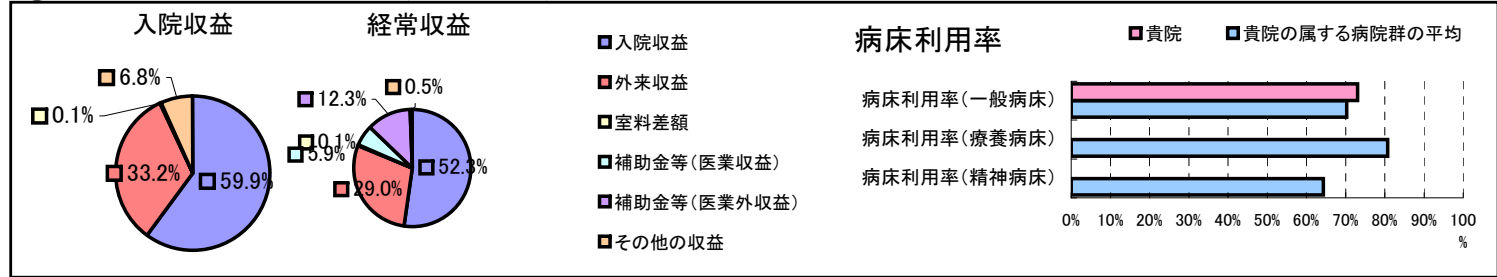 入院収益
6.8%
0.1%
33.2%
59.9%
経常収益
0.5%
12.3%
0.1%
5.9%
52.3%
29.0%
入院収益
外来収益
室料差額
補助金等(医業収益)
補助金等(医業外収益)
その他の収益
病床利用率
貴院
貴院の属する病院群の平均
病床利用率(一般病床)
病床利用率(療養病床)
病床利用率(精神病床)
0% 10% 20% 30% 40% 50% 60% 70% 80% 90% 100
%